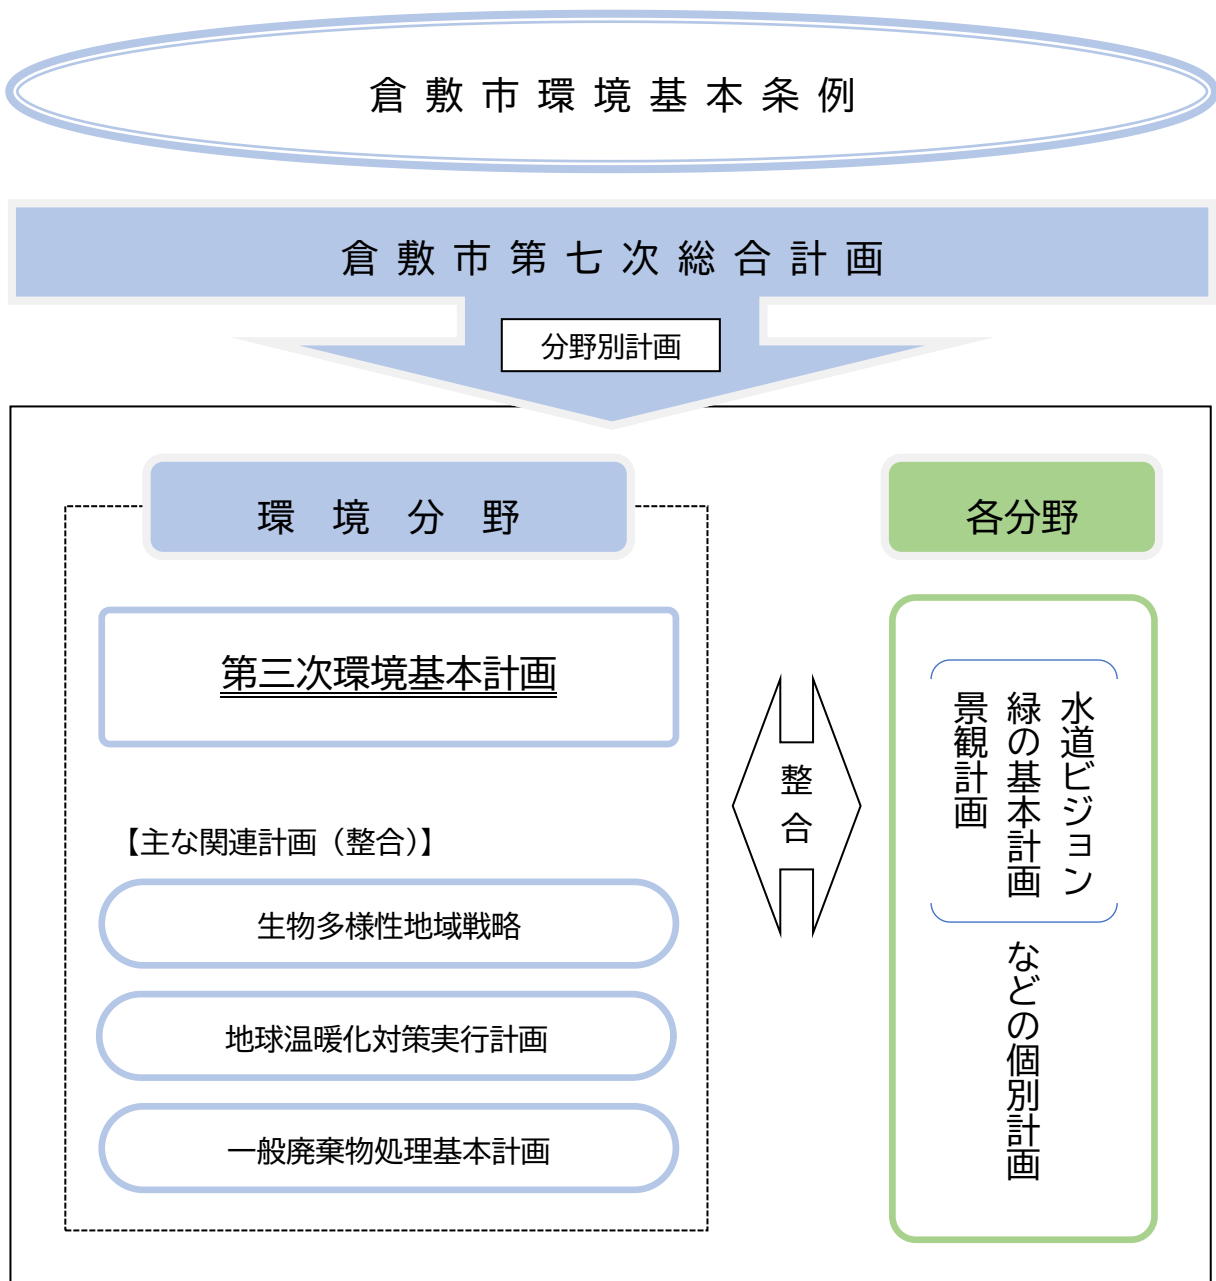 倉敷市環境基本条例
倉敷市第七次総合計画
分野別計画
環境分野
第三次環境基本計画
【主な関連計画（整合）】
生物多様性地域戦略
地球温暖化対策実行計画
一般廃棄物処理基本計画
整合
各分野
水道ビジョン
緑の基本計画
景観計画
などの個別計画